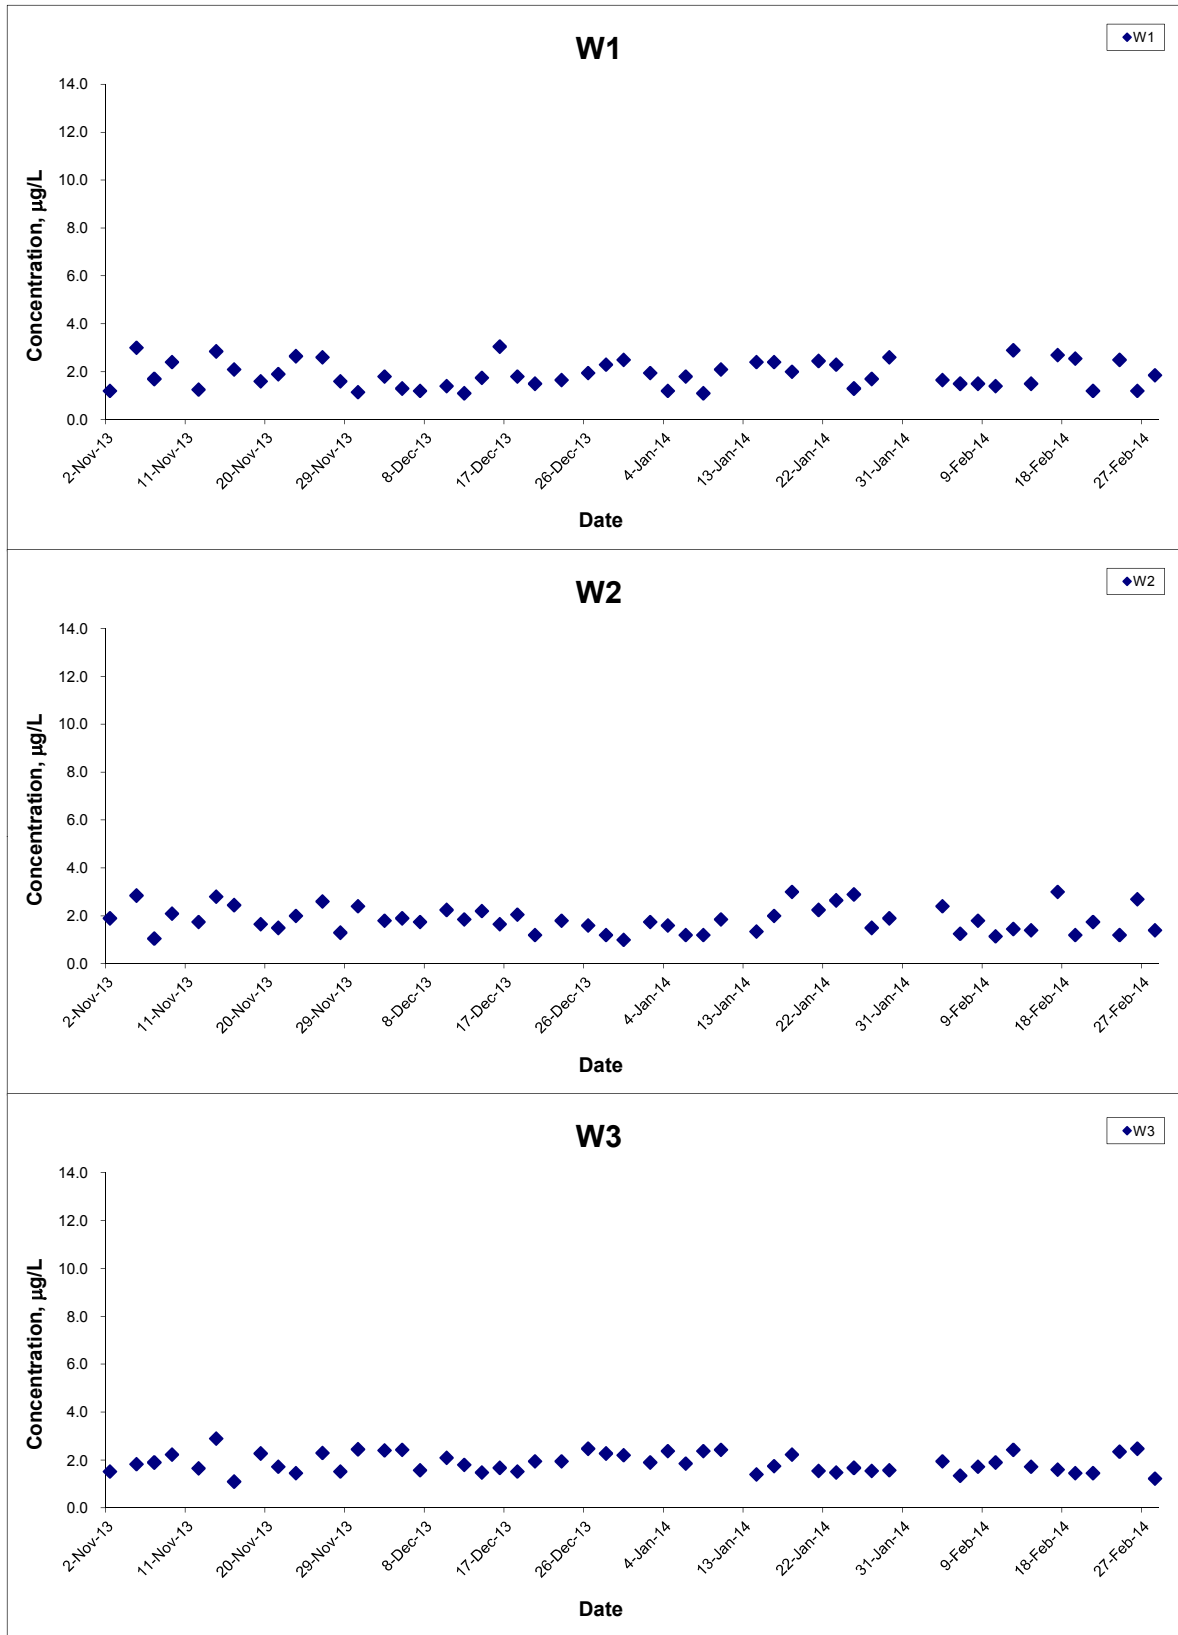 W1
W1
14.0
12.0
10.0
8.0
6.0
4.0
2.0
0.0
Concentration, µg/L
2-Nov-13
11-Nov-13
20-Nov-13
29-Nov-13
8-Dec-13
17-Dec-13
26-Dec-13
4-Jan-14
13-Jan-14
22-Jan-14
31-Jan-14
9-Feb-14
18-Feb-14
27-Feb-14
Date
W2
W2
14.0
12.0
10.0
8.0
6.0
4.0
2.0
0.0
Concentration, µg/L
2-Nov-13
11-Nov-13
20-Nov-13
29-Nov-13
8-Dec-13
17-Dec-13
26-Dec-13
4-Jan-14
13-Jan-14
22-Jan-14
31-Jan-14
9-Feb-14
18-Feb-14
27-Feb-14
Date
W3
W3
14.0
12.0
10.0
8.0
6.0
4.0
2.0
0.0
Concentration, µg/L
2-Nov-13
11-Nov-13
20-Nov-13
29-Nov-13
8-Dec-13
17-Dec-13
26-Dec-13
4-Jan-14
13-Jan-14
22-Jan-14
31-Jan-14
9-Feb-14
18-Feb-14
27-Feb-14
Date